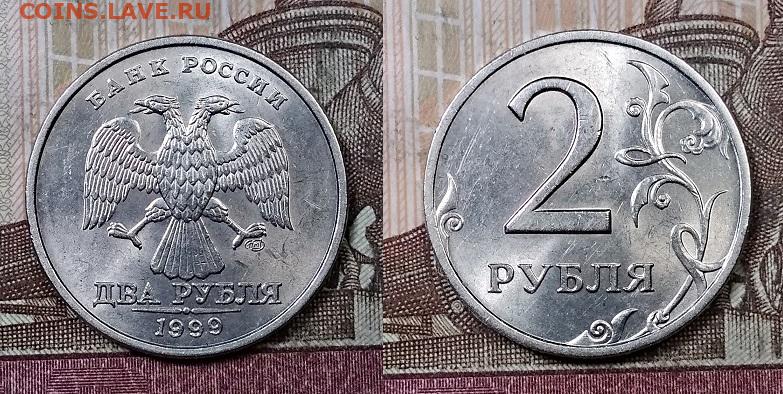 COINS.LAVE.RU
БАНК РОССИИ
ДВА РУБЛЯ
1999
2
РУБЛЯ